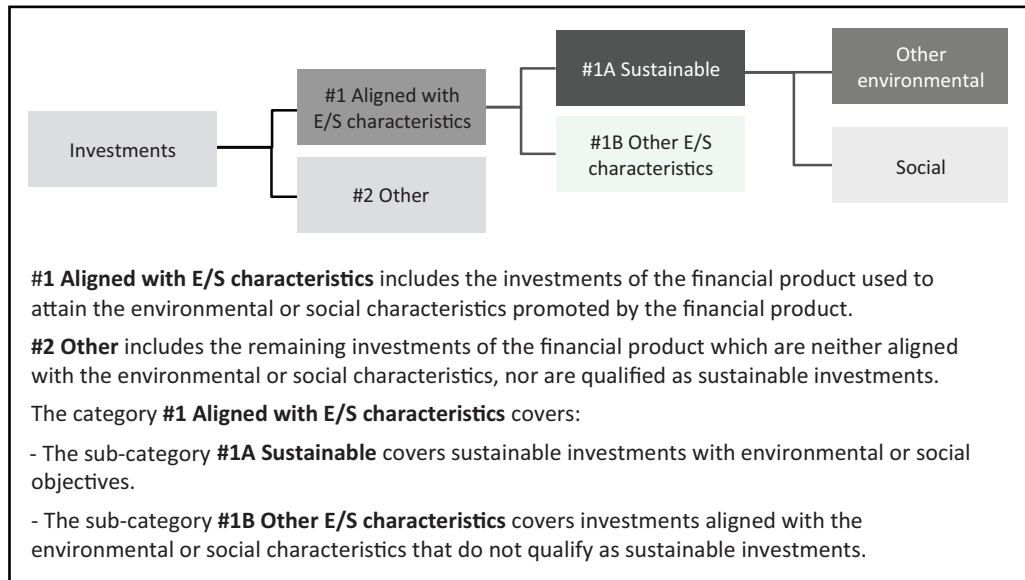 Investments
#1 Aligned with
E/S characteristics
#2 Other
#1A Sustainable
#1B Other E/S
characteristics
Other
environmental
Social
#1 Aligned with E/S characteristics includes the investments of the financial product used to
attain the environmental or social characteristics promoted by the financial product.
#2 Other includes the remaining investments of the financial product which are neither aligned
with the environmental or social characteristics, nor are qualified as sustainable investments.
The category #1 Aligned with E/S characteristics covers:
- The sub-category #1A Sustainable covers sustainable investments with environmental or social
objectives.
- The sub-category #1B Other E/S characteristics covers investments aligned with the
environmental or social characteristics that do not qualify as sustainable investments.